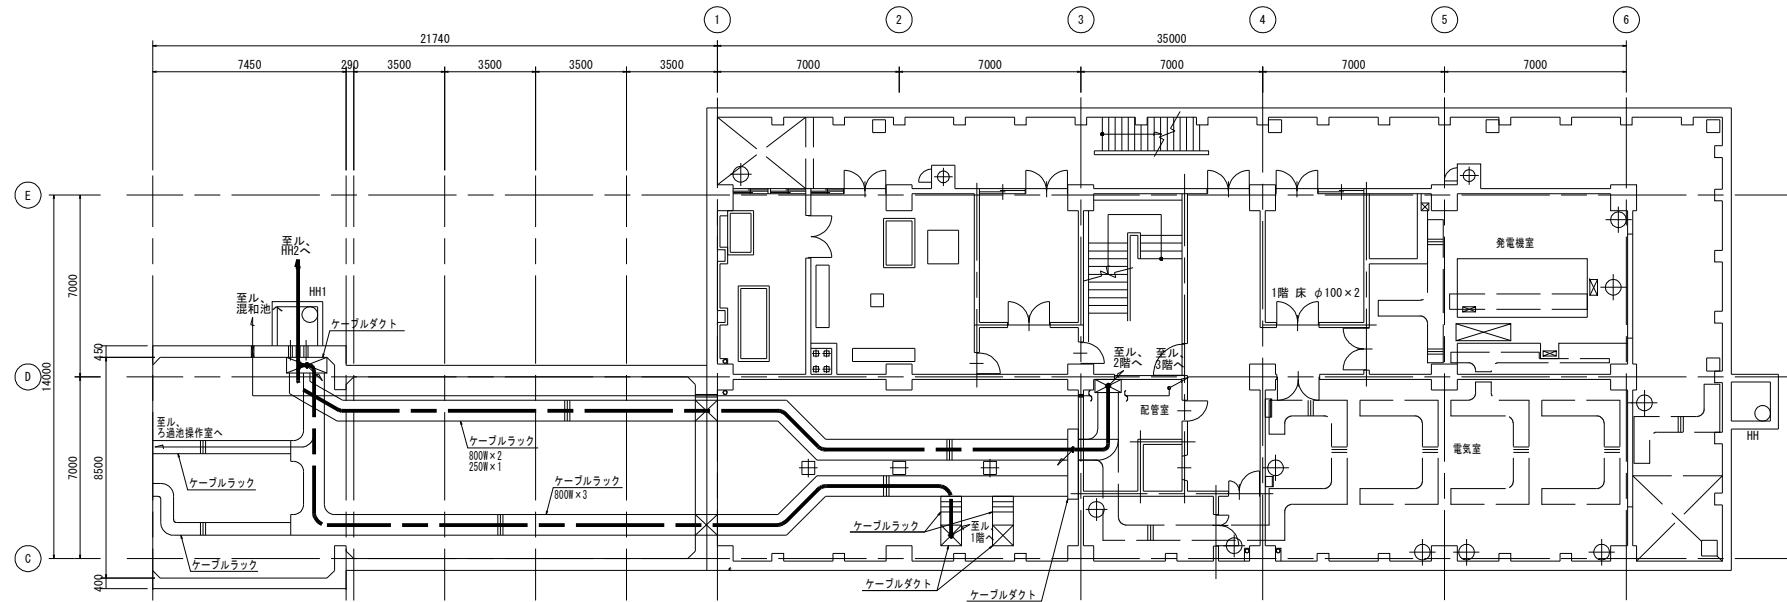 1
2
3
4
5
6
21740
35000
7450
290
3500
3500
3500
3500
7000
7000
7000
7000
7000
E
D
C
7000
14000
7000
450
8500
400
至ル、
HH2へ
至ル、
混和池へ
HH1
ケーブルダクト
至ル、
ろ過池操作室へ
ケーブルラック
ケーブルラック
ケーブルラック
800W×2
250W×1
ケーブルラック
800W×3
ケーブルラック
至ル、
1階へ
ケーブルダクト
ケーブルダクト
至ル、
2階へ
至ル、
3階へ
配管室
1階 床 φ100×2
発電機室
電気室
HH